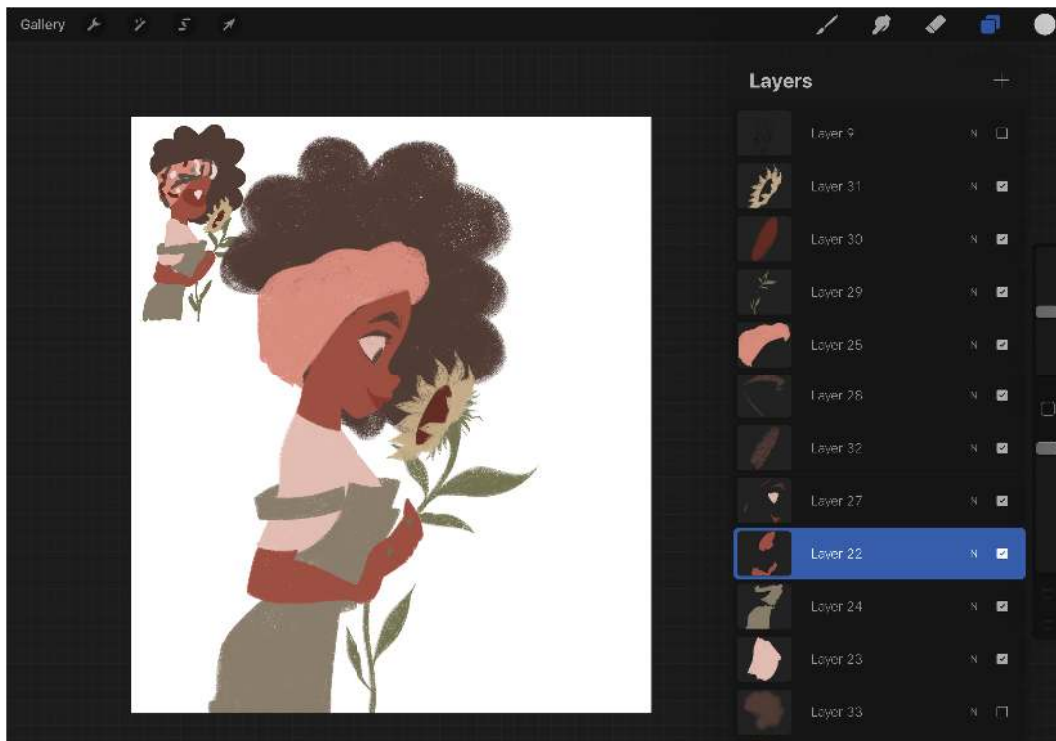 Gallery
Layers
Layer 9 N
Layer 31 N
Layer 30 N
Layer 29 N
Layer 25 N
Layer 28 N
Layer 32 N
Layer 27 N
Layer 22 N
Layer 24 N
Layer 23 N
Layer 33 N